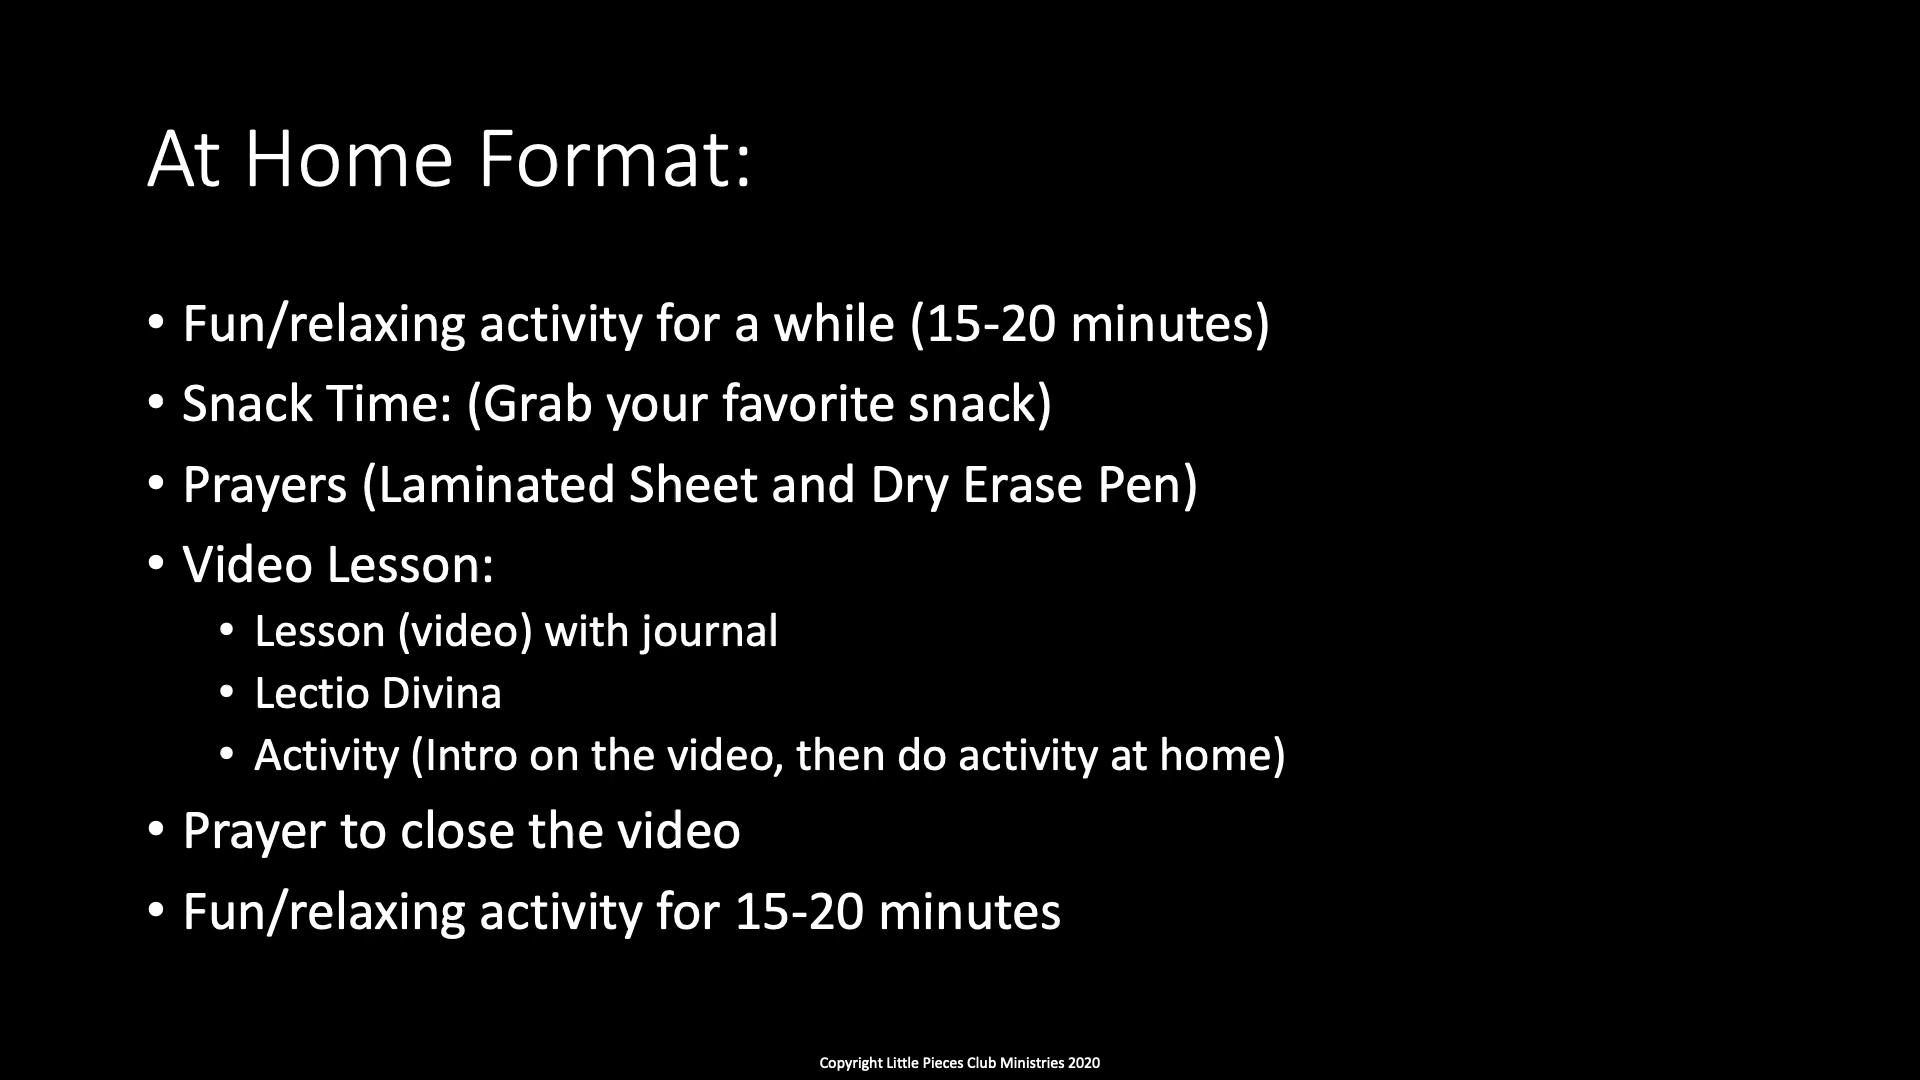 At Home Format:
• Fun/relaxing activity for a while (15-20 minutes)
• Snack Time: (Grab your favorite snack)
• Prayers (Laminated Sheet and Dry Erase Pen)
• Video Lesson:
• Lesson (video) with journal
• Lectio Divina
• Activity (Intro on the video, then do activity at home)
• Prayer to close the video
• Fun/relaxing activity for 15-20 minutes
Copyright Little Pieces Club Ministries 2020